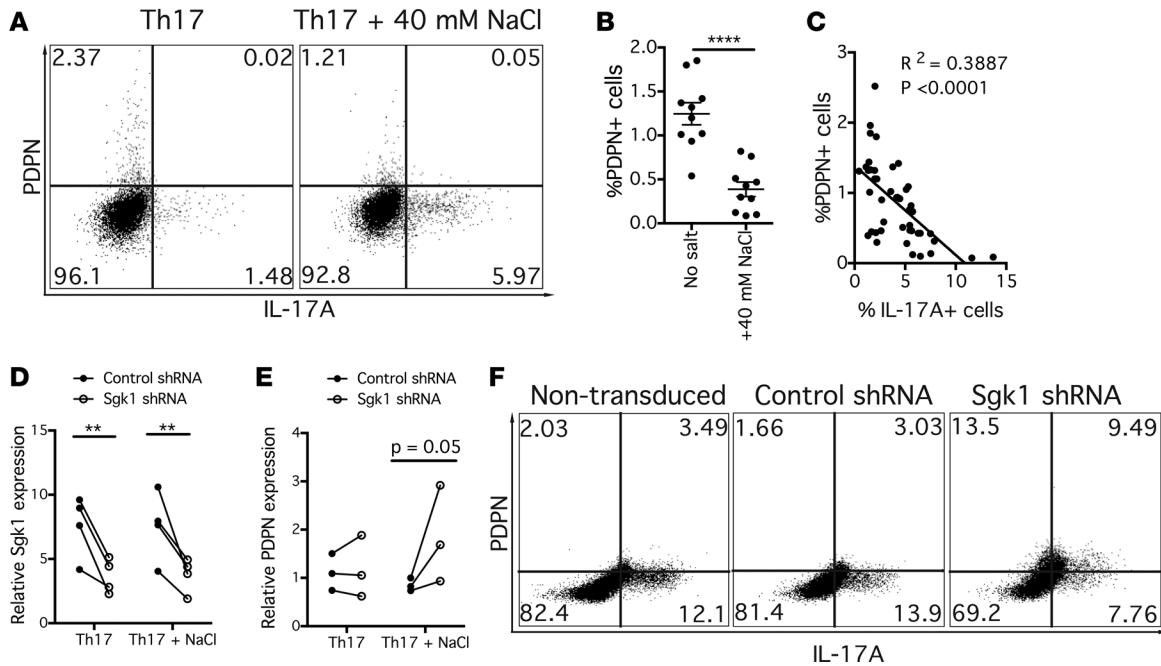 A
Th17
Th17 + 40 mM NaCl
2.37
0.02
1.21
0.05
PDPN
96.1
1.48
92.8
5.97
IL-17A
B
****
2.0
1.5
1.0
0.5
0.0
%PDPN+ cells
No salt
+40 mM NaCl
C
R 2 = 0.3887
P <0.0001
3
2
1
0
%PDPN+ cells
0
5
10
15
% IL-17A+ cells
D
Control shRNA
Sgk1 shRNA
**
**
15
10
5
0
Relative Sgk1 expression
Th17
Th17 + NaCl
E
Control shRNA
Sgk1 shRNA
p = 0.05
4
3
2
1
0
Relative PDPN expression
Th17
Th17 + NaCl
F
Non-transduced
Control shRNA
Sgk1 shRNA
2.03
3.49
1.66
3.03
13.5
9.49
PDPN
82.4
12.1
81.4
13.9
69.2
7.76
IL-17A